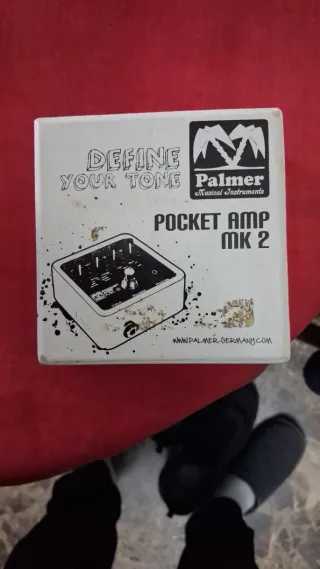 DEFINE
YOUR TONE
Palmer
Musical Instruments
POCKET AMP
MK 2
WWW.PALMER-GERMANY.COM